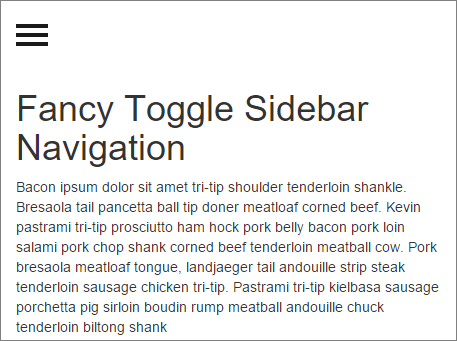 Fancy Toggle Sidebar
Navigation
Bacon ipsum dolor sit amet tri-tip shoulder tenderloin shankle.
Bresaola tail pancetta ball tip doner meatloaf corned beef. Kevin
pastrami tri-tip prosciutto ham hock pork belly bacon pork loin
salami pork chop shank corned beef tenderloin meatball cow. Pork
bresaola meatloaf tongue, landjaeger tail andouille strip steak
tenderloin sausage chicken tri-tip. Pastrami tri-tip kielbasa sausage
porchetta pig sirloin boudin rump meatball andouille chuck
tenderloin biltong shank